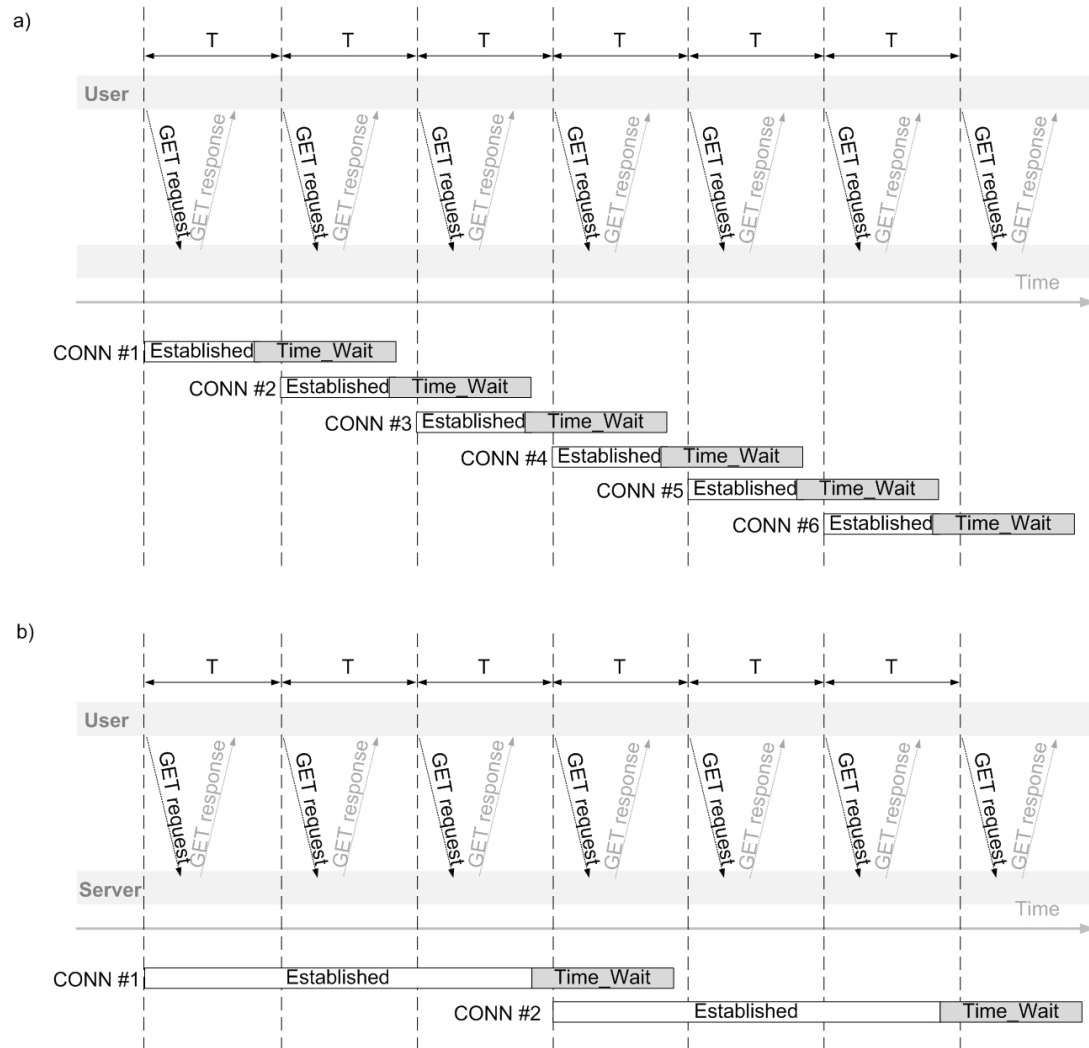 a)
T T T T T T
User
GET request GET response GET request GET response GET request GET response GET request GET response GET request GET response GET request GET response GET request GET response
Time
CONN #1 Established Time_Wait
CONN #2 Established Time_Wait
CONN #3 Established Time_Wait
CONN #4 Established Time_Wait
CONN #5 Established Time_Wait
CONN #6 Established Time_Wait
b)
T T T T T T
User
GET request GET response GET request GET response GET request GET response GET request GET response GET request GET response GET request GET response GET request GET response
Server
Time
CONN #1 Established Time_Wait
CONN #2 Established Time_Wait